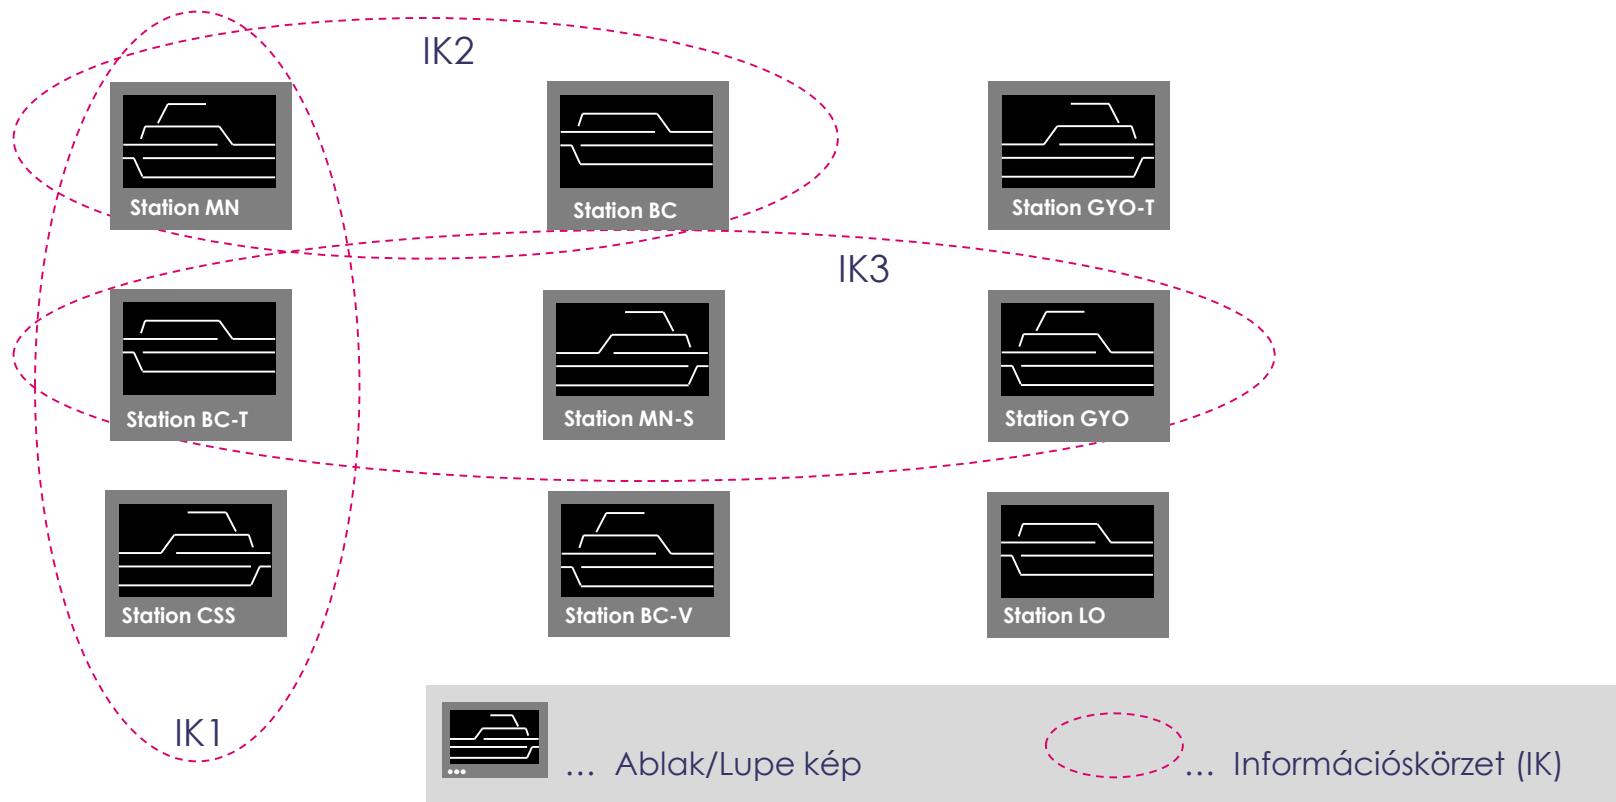 IK2
Station MN
Station BC
Station GYO-T
IK3
Station BC-T
Station MN-S
Station GYO
Station CSS
Station BC-V
Station LO
IK1
... Ablak/Lupe kép
... Információskörzet (IK)